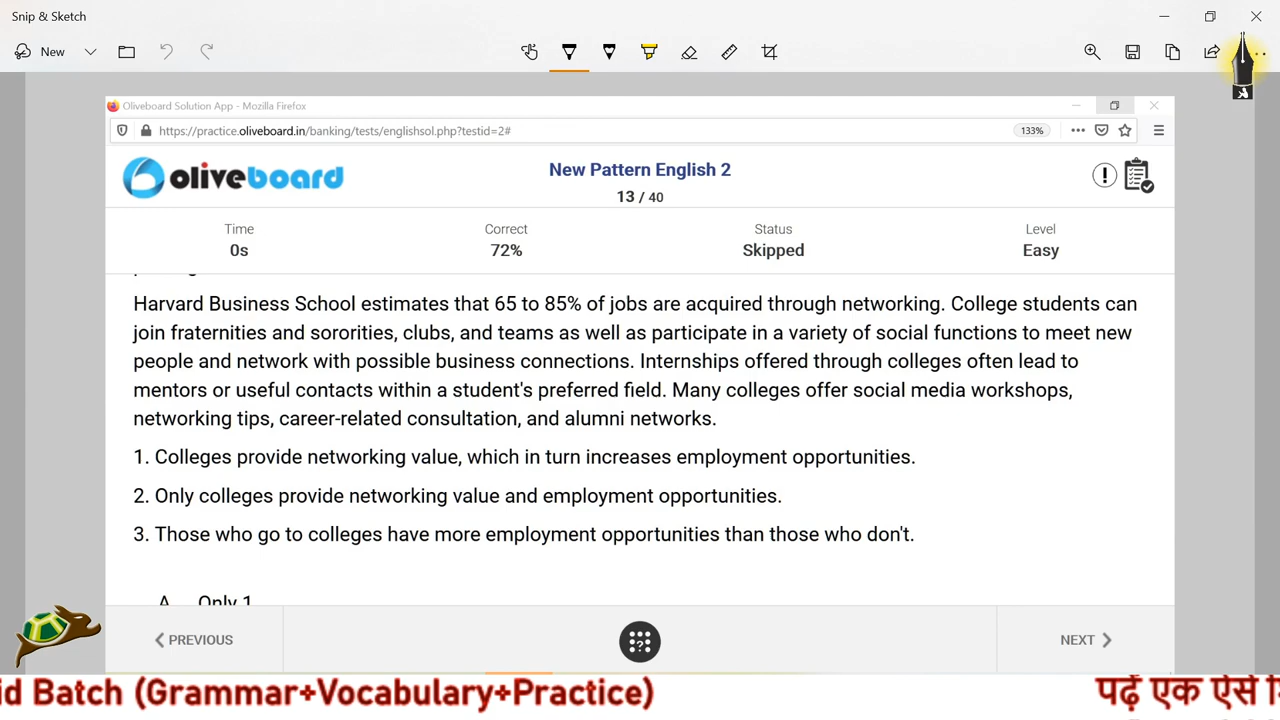 Snip & Sketch
New
Oliveboard Solution App - Mozilla Firefox
https://practice.oliveboard.in/banking/tests/englishsol.php?testid=2#
133%
oliveboard
New Pattern English 2
13 / 40
Time
Correct
Status
Level
0s
72%
Skipped
Easy
Harvard Business School estimates that 65 to 85% of jobs are acquired through networking. College students can
join fraternities and sororities, clubs, and teams as well as participate in a variety of social functions to meet new
people and network with possible business connections. Internships offered through colleges often lead to
mentors or useful contacts within a student's preferred field. Many colleges offer social media workshops,
networking tips, career-related consultation, and alumni networks.
1. Colleges provide networking value, which in turn increases employment opportunities.
2. Only colleges provide networking value and employment opportunities.
3. Those who go to colleges have more employment opportunities than those who don't.
A Only 1
PREVIOUS
NEXT
id Batch (Grammar+Vocabulary+Practice) पढ़ें एक ऐसे